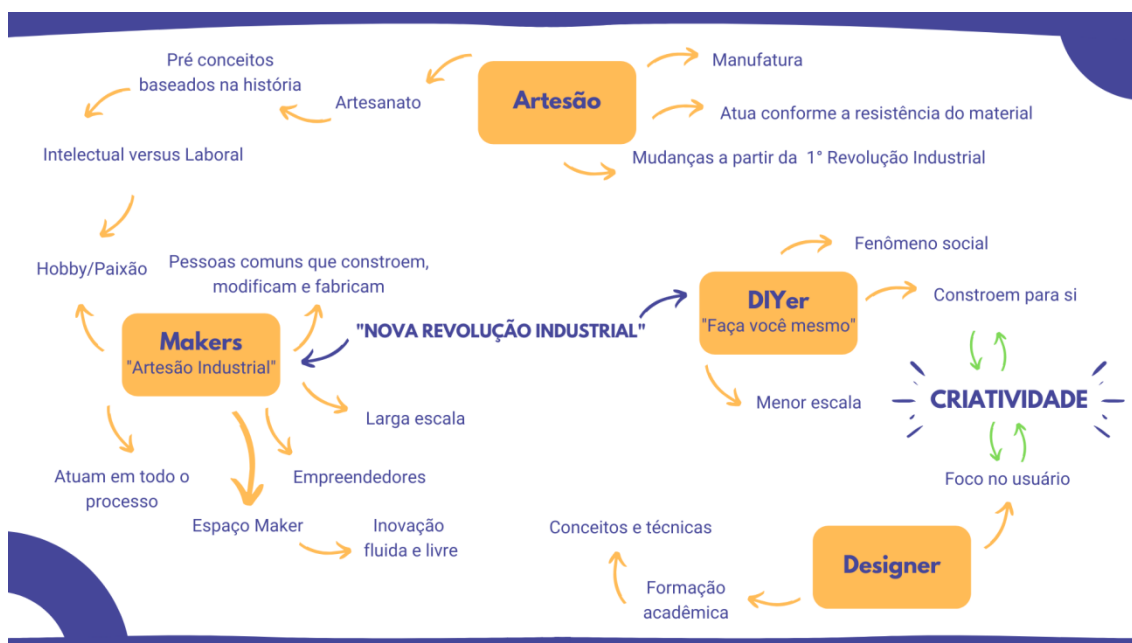 Pré conceitos
baseados na história
Artesanato
Artesão
Manufatura
Atua conforme a resistência do material
Mudanças a partir da 1° Revolução Industrial
Intelectual versus Laboral
Hobby/Paixão
Pessoas comuns que constroem,
modificam e fabricam
Makers
"Artesão Industrial"
"NOVA REVOLUÇÃO INDUSTRIAL"
DIYer
"Faça você mesmo"
Fenômeno social
Constroem para si
Menor escala
CRIATIVIDADE
Larga escala
Empreendedores
Atuam em todo o
processo
Espaço Maker
Inovação
fluida e livre
Foco no usuário
Designer
Formação
acadêmica
Conceitos e técnicas